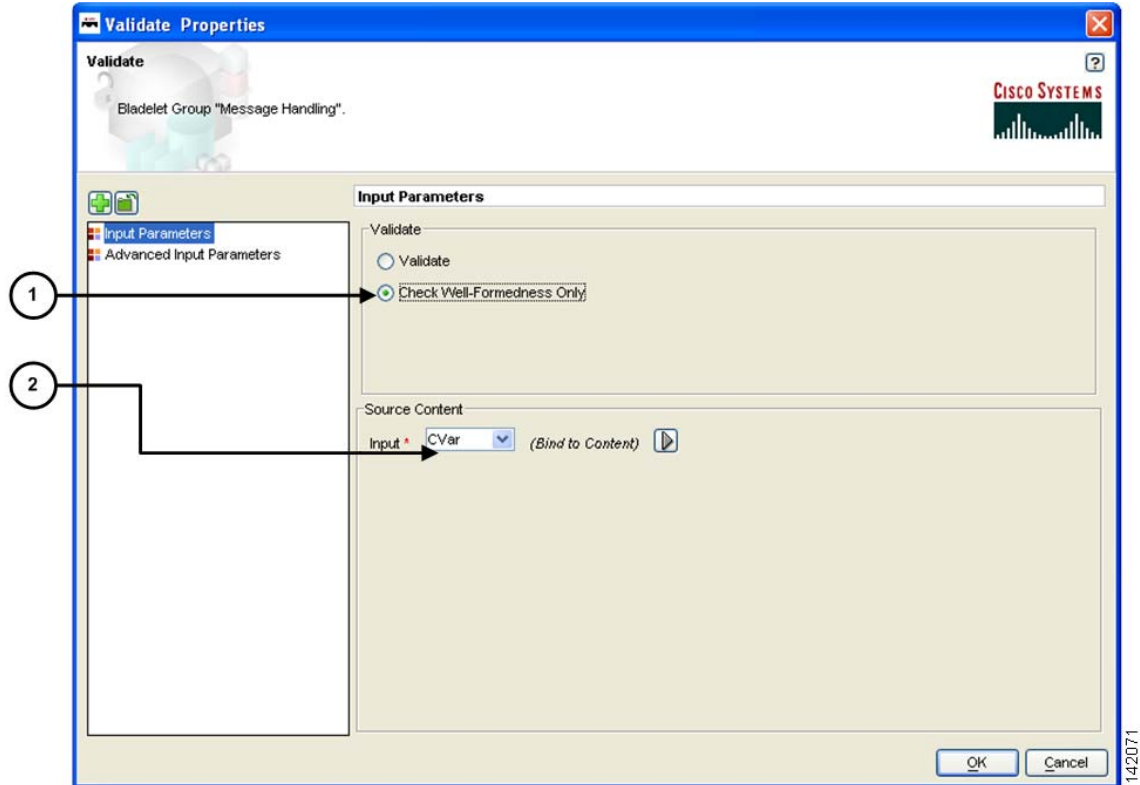 Validate Properties
Validate
Bladelet Group "Message Handling".
?
CISCO SYSTEMS
Input Parameters
Advanced Input Parameters
Input Parameters
Validate
Validate
Check Well-Formedness Only
1
2
Source Content
Input * CVar (Bind to Content)
OK Cancel
142071